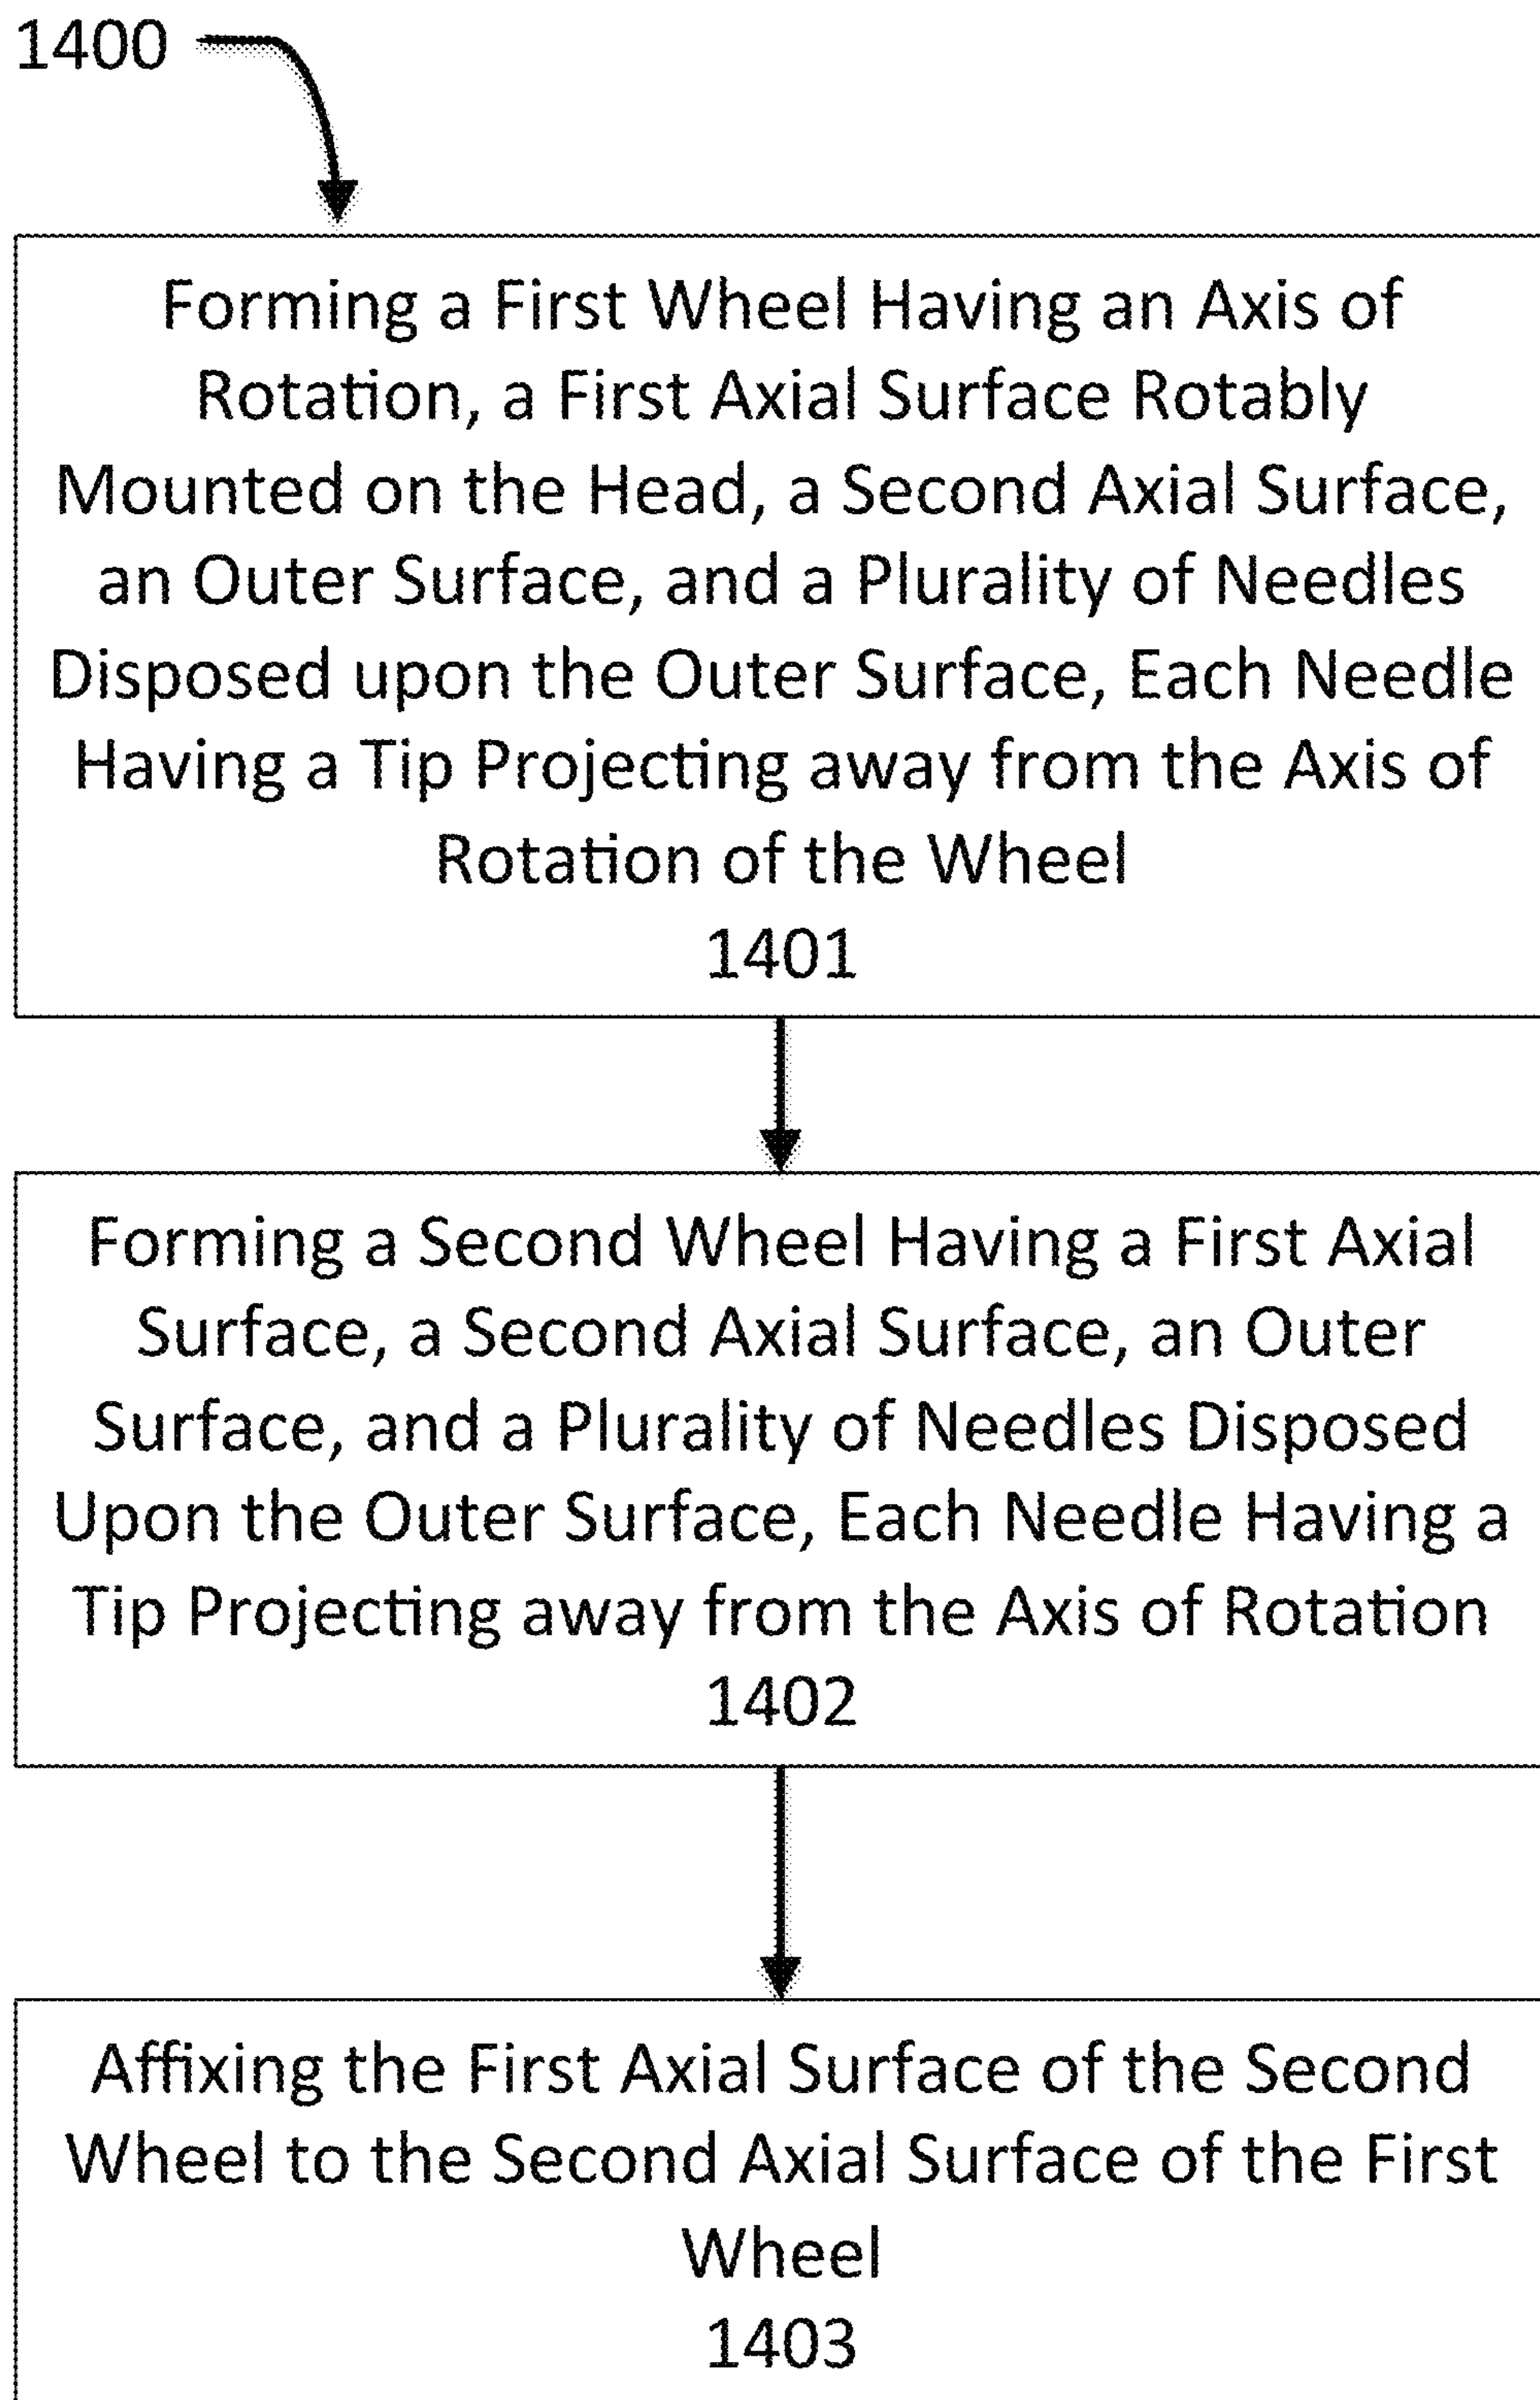 1400
Forming a First Wheel Having an Axis of
Rotation, a First Axial Surface Rotably
Mounted on the Head, a Second Axial Surface,
an Outer Surface, and a Plurality of Needles
Disposed upon the Outer Surface, Each Needle
Having a Tip Projecting away from the Axis of
Rotation of the Wheel
1401
Forming a Second Wheel Having a First Axial
Surface, a Second Axial Surface, an Outer
Surface, and a Plurality of Needles Disposed
Upon the Outer Surface, Each Needle Having a
Tip Projecting away from the Axis of Rotation
1402
Affixing the First Axial Surface of the Second
Wheel to the Second Axial Surface of the First
Wheel
1403